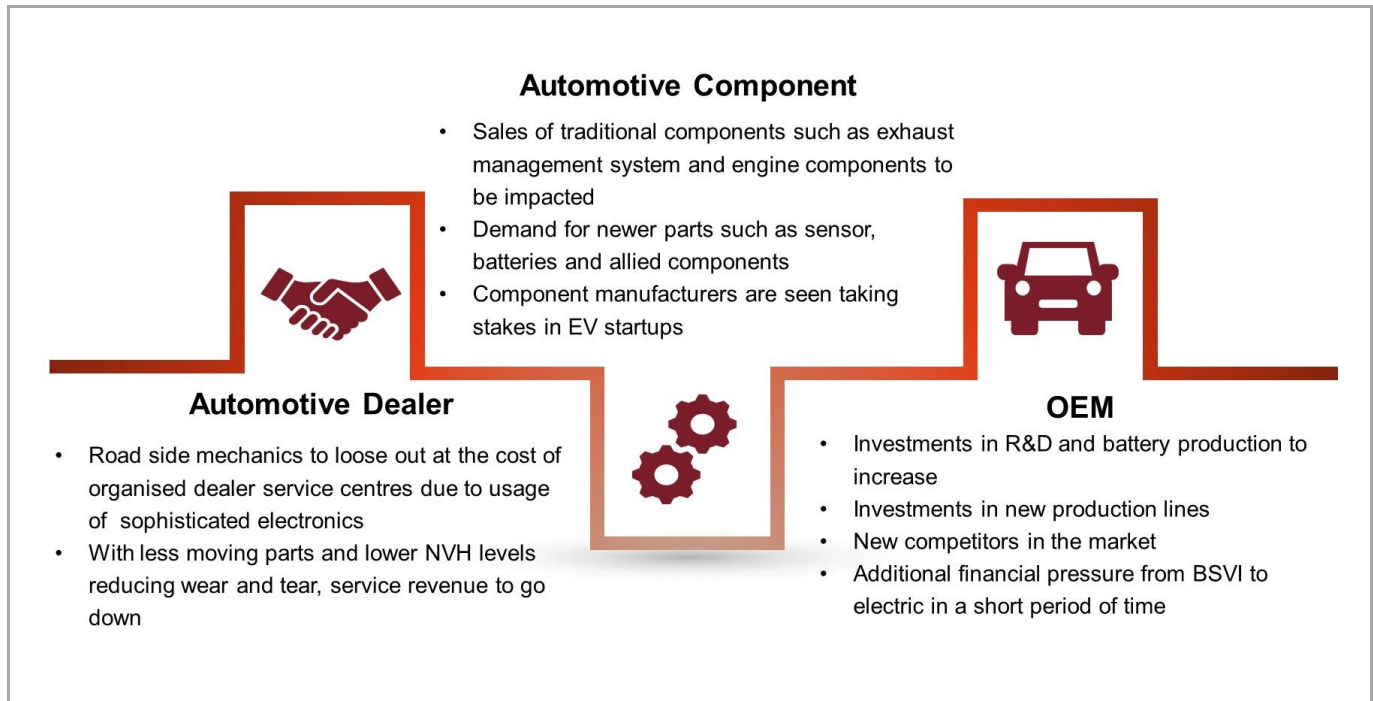 Automotive Component
• Sales of traditional components such as exhaust
management system and engine components to
be impacted
• Demand for newer parts such as sensor,
batteries and allied components
• Component manufacturers are seen taking
stakes in EV startups
Automotive Dealer
• Road side mechanics to loose out at the cost of
organised dealer service centres due to usage
of sophisticated electronics
• With less moving parts and lower NVH levels
reducing wear and tear, service revenue to go
down
OEM
• Investments in R&D and battery production to
increase
• Investments in new production lines
• New competitors in the market
• Additional financial pressure from BSVI to
electric in a short period of time